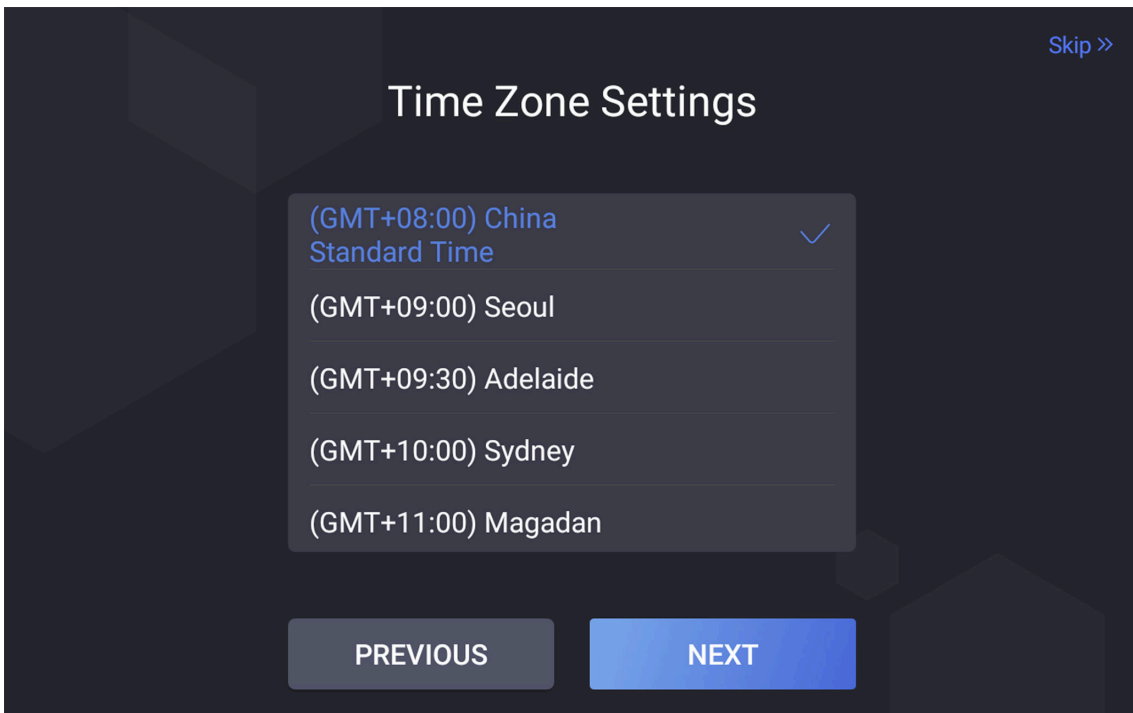 Skip »
Time Zone Settings
(GMT+08:00) China
Standard Time
(GMT+09:00) Seoul
(GMT+09:30) Adelaide
(GMT+10:00) Sydney
(GMT+11:00) Magadan
PREVIOUS
NEXT